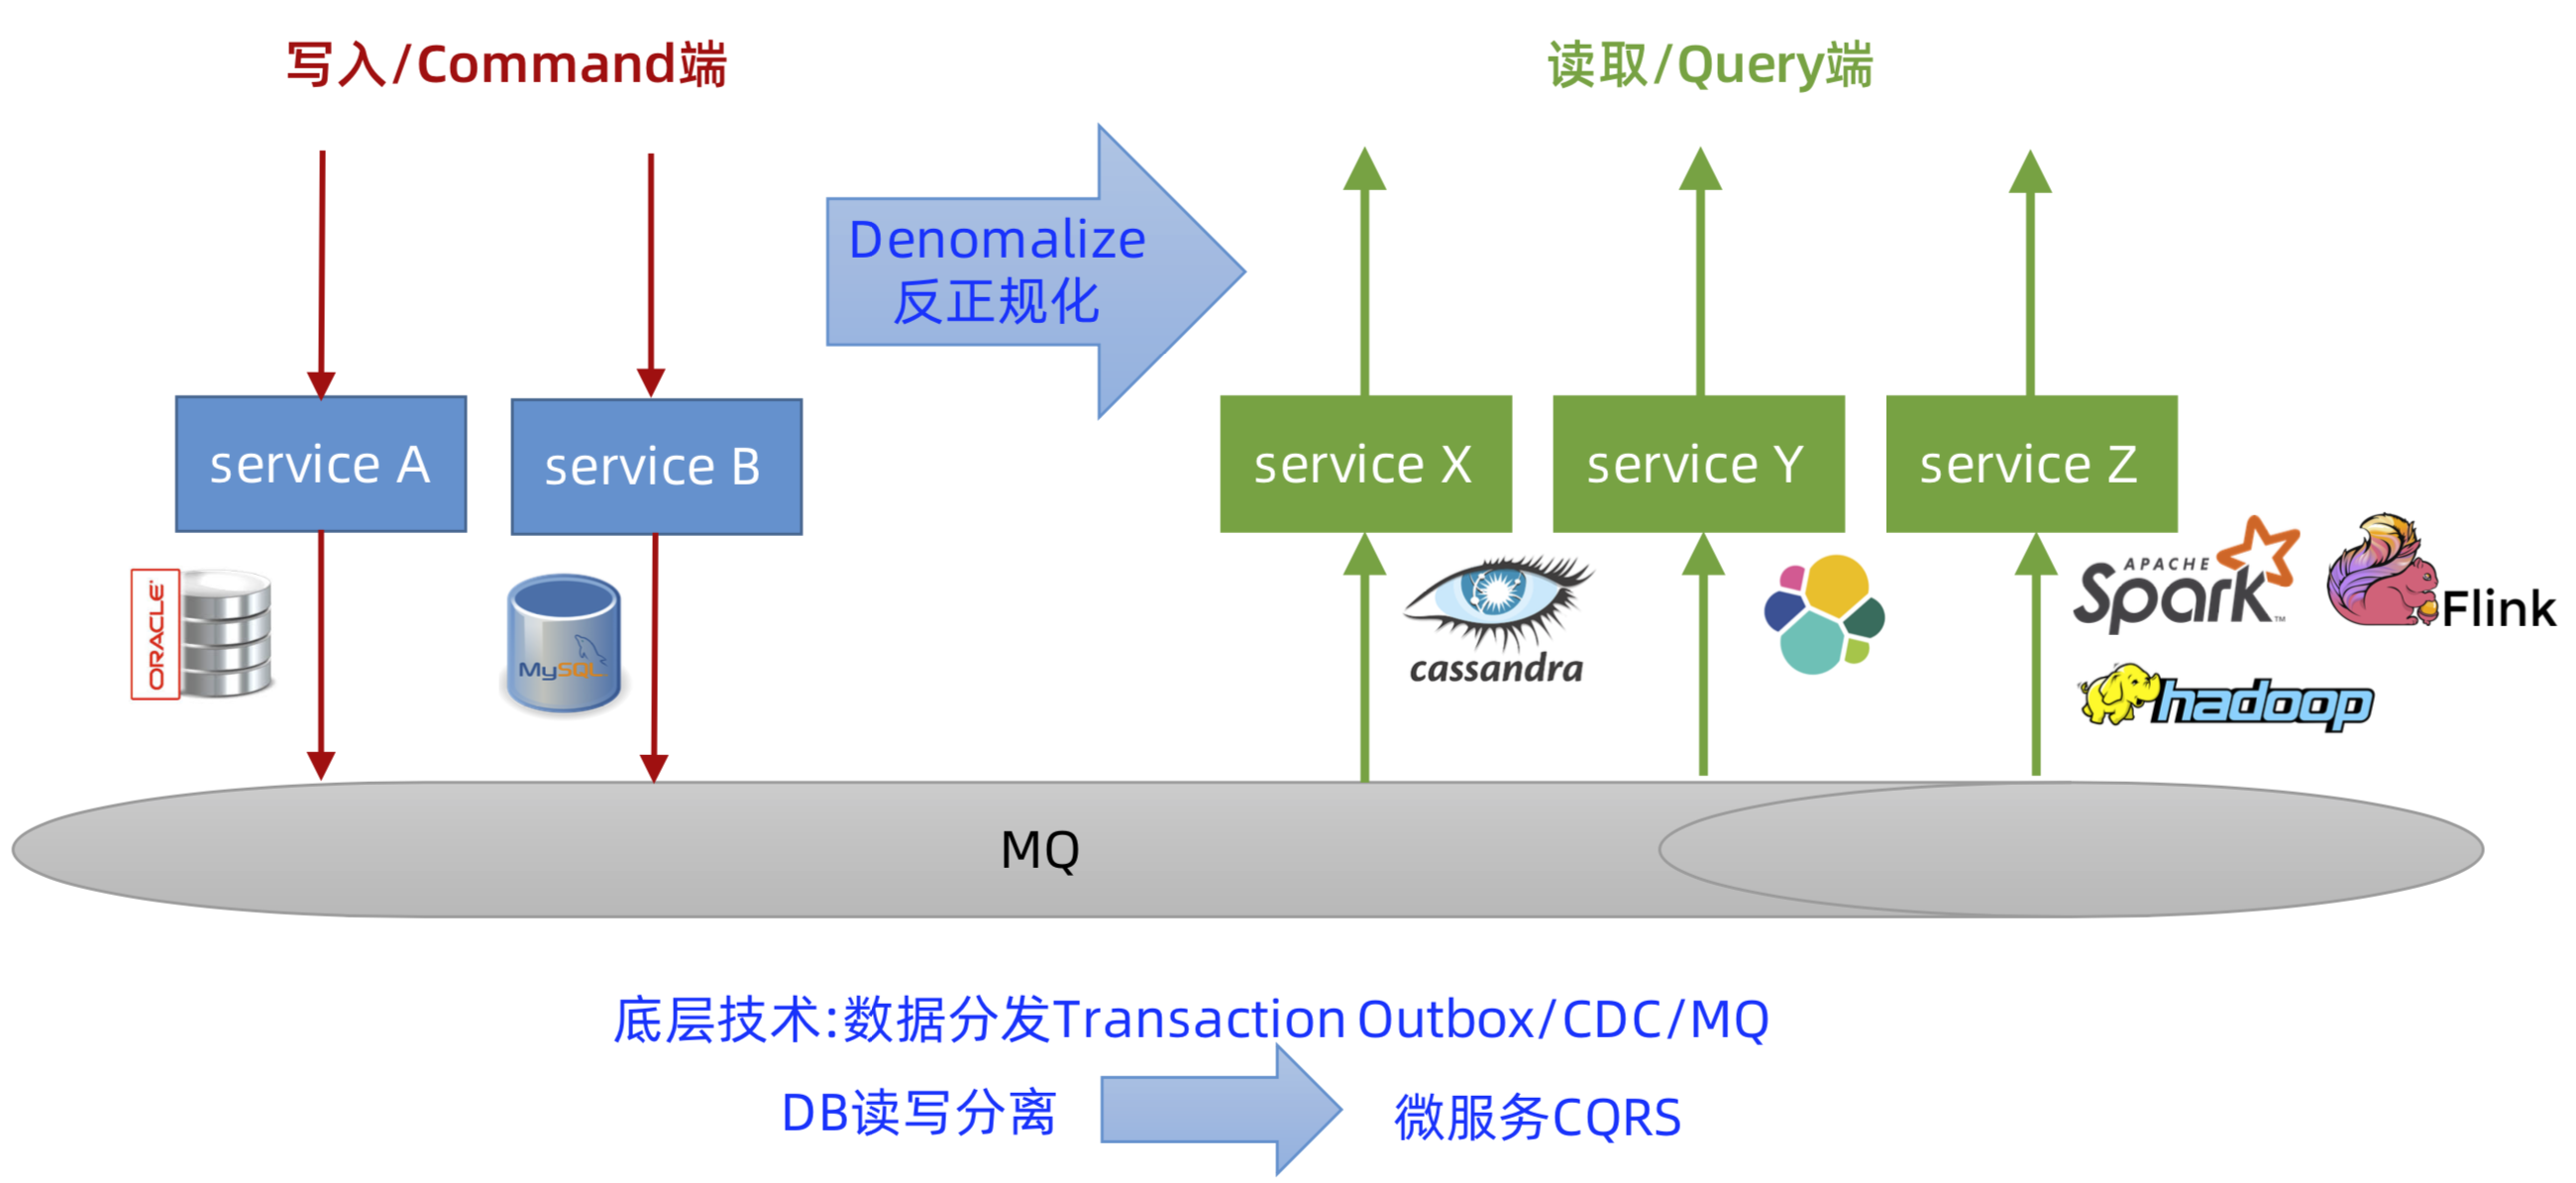 写入/Command端
读取/Query端
Denomalize
反正规化
service A
service B
service X
service Y
service Z
ORACLE
MySQL
cassandra
APACHE
Spark™
Flink
hadoop
MQ
底层技术:数据分发Transaction Outbox/CDC/MQ
DB读写分离
微服务CQRS